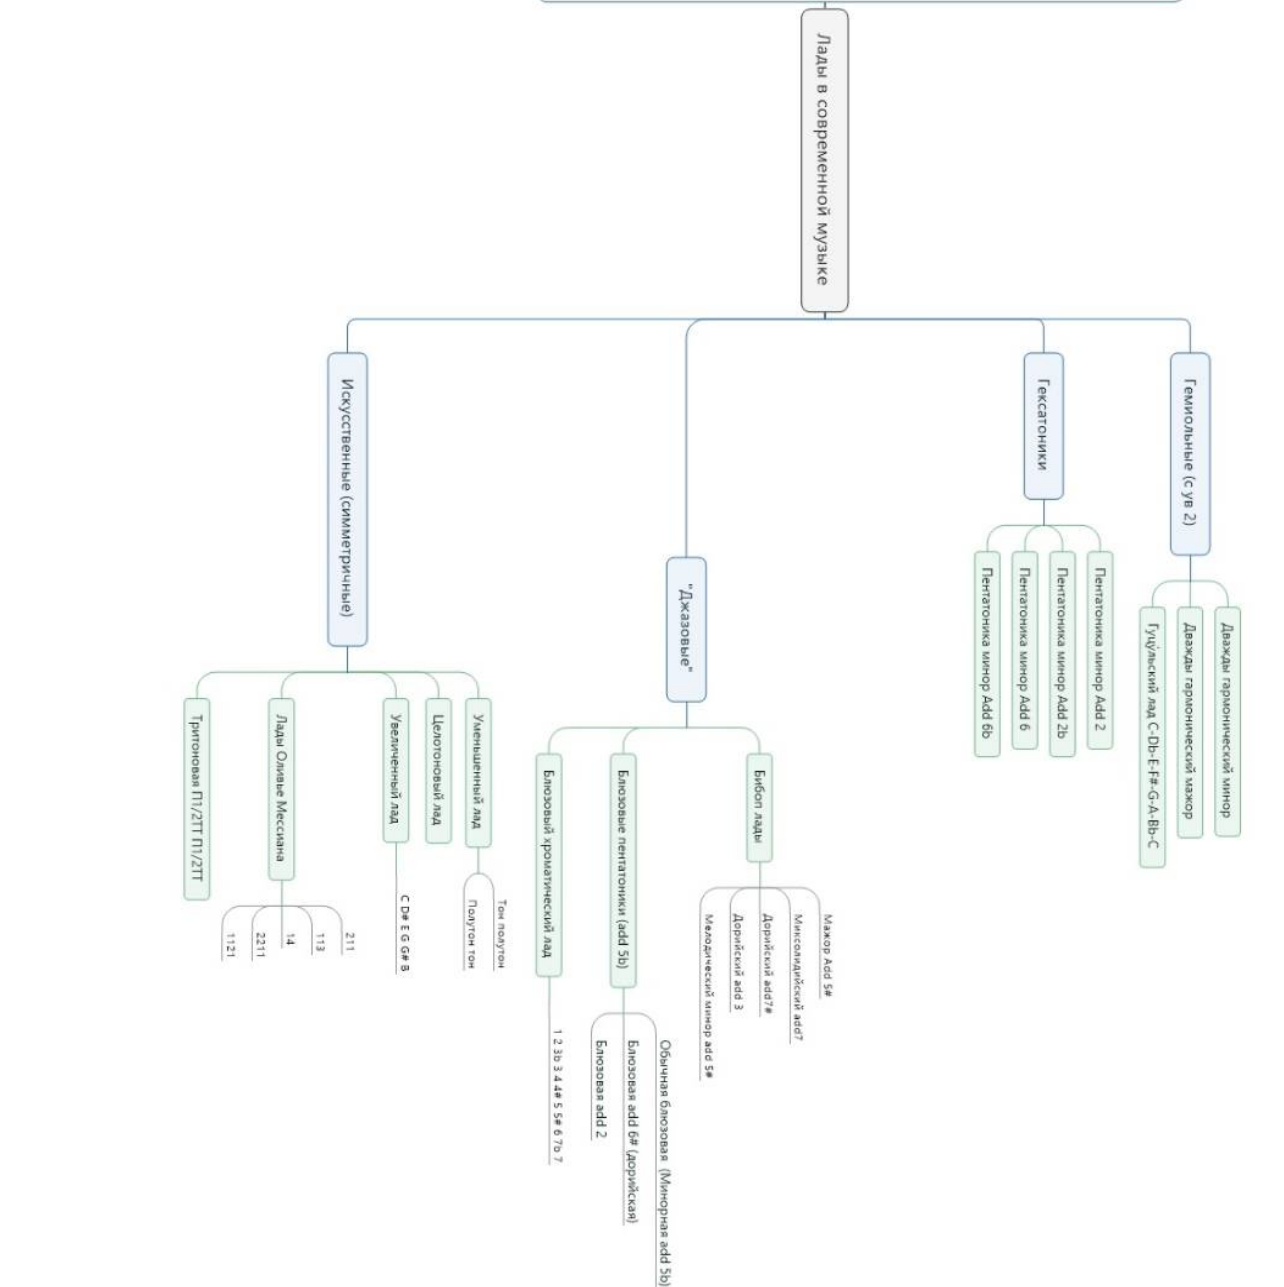 Лады в современной музыке
Гемиольные (с ув 2)
Дважды гармонический минор
Дважды гармонический мажор
Гуцульский лад C-Db-E-F#-G-A-Bb-C
Гексатоники
Пентатоника минор Add 2
Пентатоника минор Add 2b
Пентатоника минор Add 6
Пентатоника минор Add 6b
"Джазовые"
Бибоп лады
Мажор Add 5#
Миксолидийский add7
Дорийский add7#
Дорийский add 3
Мелодический минор add 5#
Блюзовые пентатоники (add 5b)
Обычная блюзовая (Минорная add 5b)
Блюзовая add 6# (дорийская)
Блюзовая add 2
Блюзовый хроматический лад
1 2 3b 3 4 4# 5 5# 6 7b 7
Искусственные (симметричные)
Уменьшенный лад
Тон полутон
Полутон тон
Целотоновый лад
Увеличенный лад
C D# E G G# B
Лады Оливье Мессиана
211
113
14
2211
1121
Тритоновая П1/2ТТ П1/2ТТ